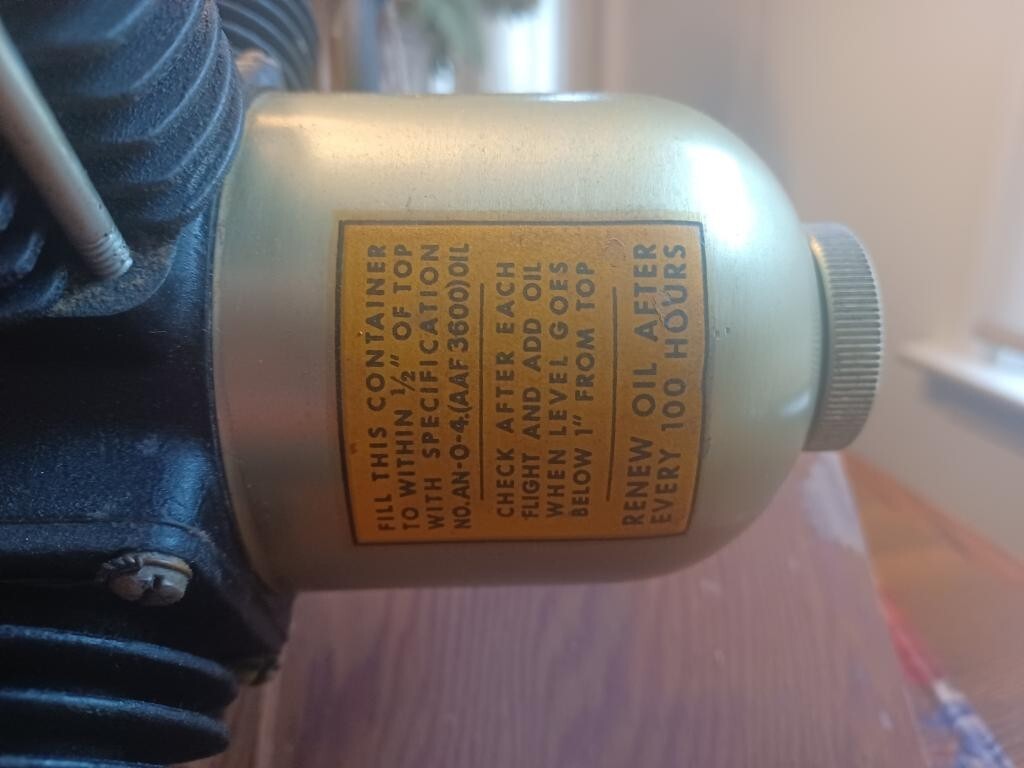 FILL THIS CONTAINER
TO WITHIN 1/2" OF TOP
WITH SPECIFICATION
NO.AN-O-4.(AAF 3600)OIL
CHECK AFTER EACH
FLIGHT AND ADD OIL
WHEN LEVEL GOES
BELOW 1" FROM TOP
RENEW OIL AFTER
EVERY 100 HOURS